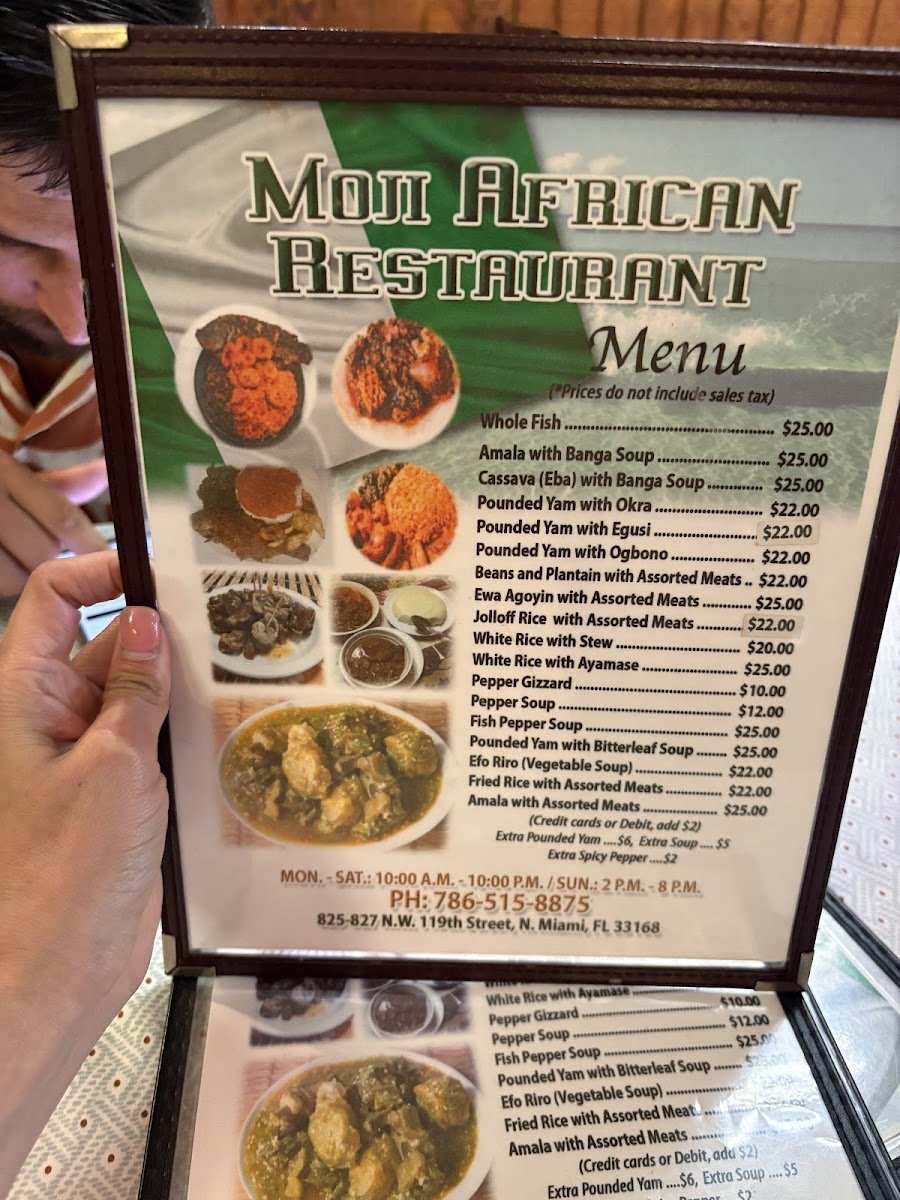 MOJI AFRICAN
RESTAURANT
Menu
(*Prices do not include sales tax)
Whole Fish ........................................................ $25.00
Amala with Banga Soup ............................ $25.00
Cassava (Eba) with Banga Soup ............. $25.00
Pounded Yam with Okra ........................... $22.00
Pounded Yam with Egusi .......................... $22.00
Pounded Yam with Ogbono ..................... $22.00
Beans and Plantain with Assorted Meats .. $22.00
Ewa Agoyin with Assorted Meats ............ $25.00
Jolloff Rice with Assorted Meats ........... $22.00
White Rice with Stew ................................ $20.00
White Rice with Ayamase ........................ $25.00
Pepper Gizzard ........................................ $10.00
Pepper Soup ............................................ $12.00
Fish Pepper Soup ..................................... $25.00
Pounded Yam with Bitterleaf Soup ........ $25.00
Efo Riro (Vegetable Soup) ...................... $22.00
Fried Rice with Assorted Meats .............. $22.00
Amala with Assorted Meats ................... $25.00
(Credit cards or Debit, add $2)
Extra Pounded Yam ....$6, Extra Soup .... $5
Extra Spicy Pepper ....$2
MON. - SAT.: 10:00 A.M. - 10:00 P.M. / SUN.: 2 P.M. - 8 P.M.
PH: 786-515-8875
825-827 N.W. 119th Street, N. Miami, FL 33168
White Rice with Ayamase
Pepper Gizzard ........................................ $10.00
Pepper Soup ............................................ $12.00
Fish Pepper Soup ..................................... $25.00
Pounded Yam with Bitterleaf Soup ........
Efo Riro (Vegetable Soup) ......................
Fried Rice with Assorted Meats
Amala with Assorted Meats ...................
(Credit cards or Debit, add $2)
Extra Pounded Yam ....$6, Extra Soup ....$5
$2